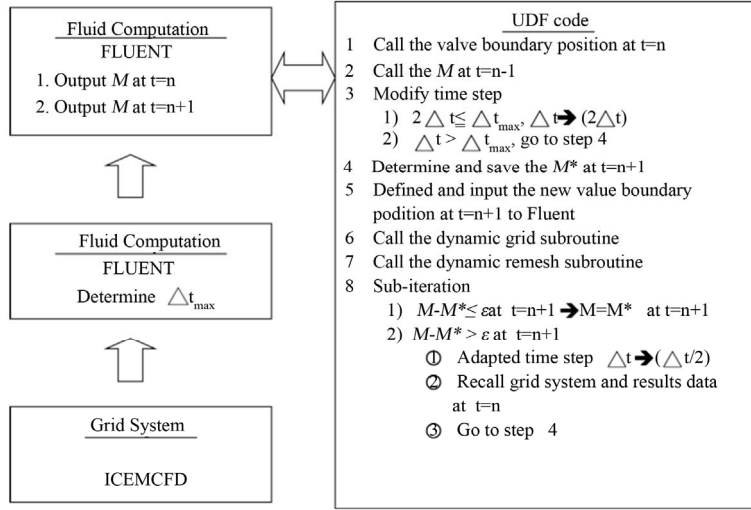 Fluid Computation
FLUENT
1. Output M at t=n
2. Output M at t=n+1
Fluid Computation
FLUENT
Determine △tmax
Grid System
ICEMCFD
UDF code
1 Call the valve boundary position at t=n
2 Call the M at t=n-1
3 Modify time step
1) 2△t≦△tmax, △t➔(2△t)
2) △t>△tmax, go to step 4
4 Determine and save the M* at t=n+1
5 Defined and input the new value boundary
podition at t=n+1 to Fluent
6 Call the dynamic grid subroutine
7 Call the dynamic remesh subroutine
8 Sub-iteration
1) M-M*≤ εat t=n+1 ➔M=M* at t=n+1
2) M-M* > ε at t=n+1
① Adapted time step △t➔(△t/2)
② Recall grid system and results data
at t=n
③ Go to step 4